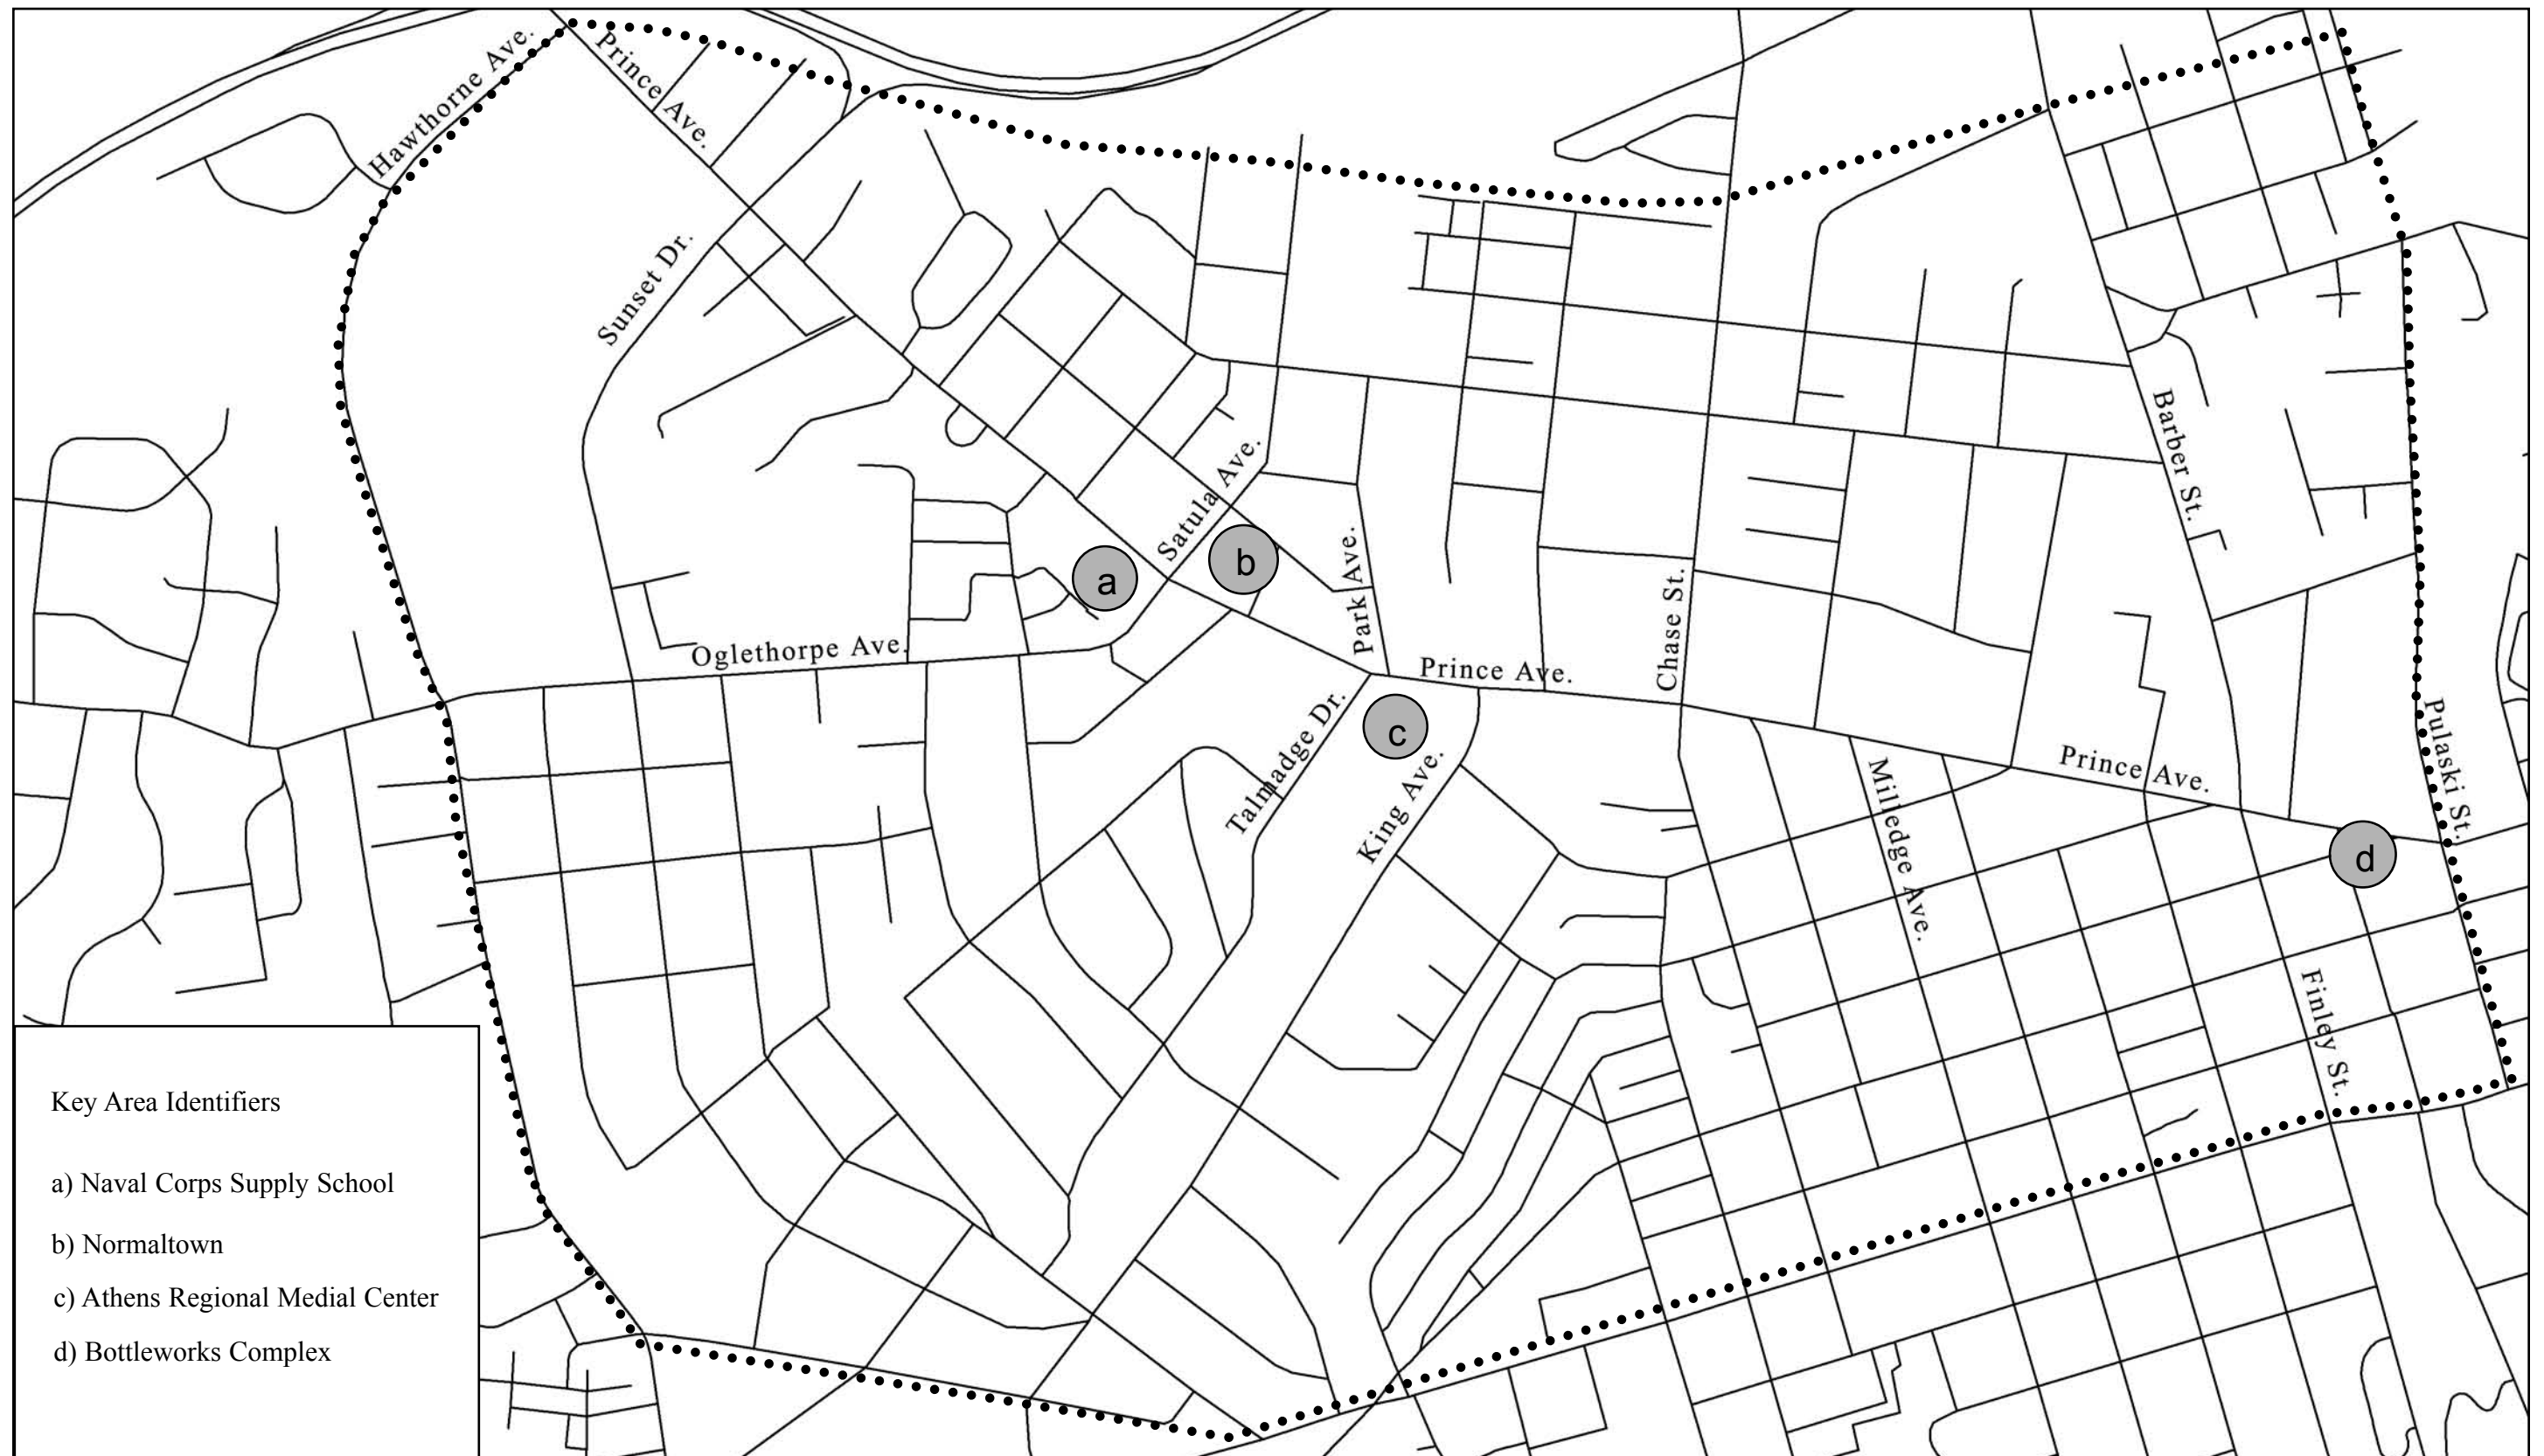 Hawthorne Ave.
Prince Ave.
Sunset Dr.
Satula Ave.
Barber St.
a
b
Park Ave.
Chase St.
Oglethorpe Ave.
Prince Ave.
Talmadge Dr.
c
King Ave.
Milledge Ave.
Prince Ave.
Pulaski St.
d
Finley St.
Key Area Identifiers
a) Naval Corps Supply School
b) Normaltown
c) Athens Regional Medial Center
d) Bottleworks Complex